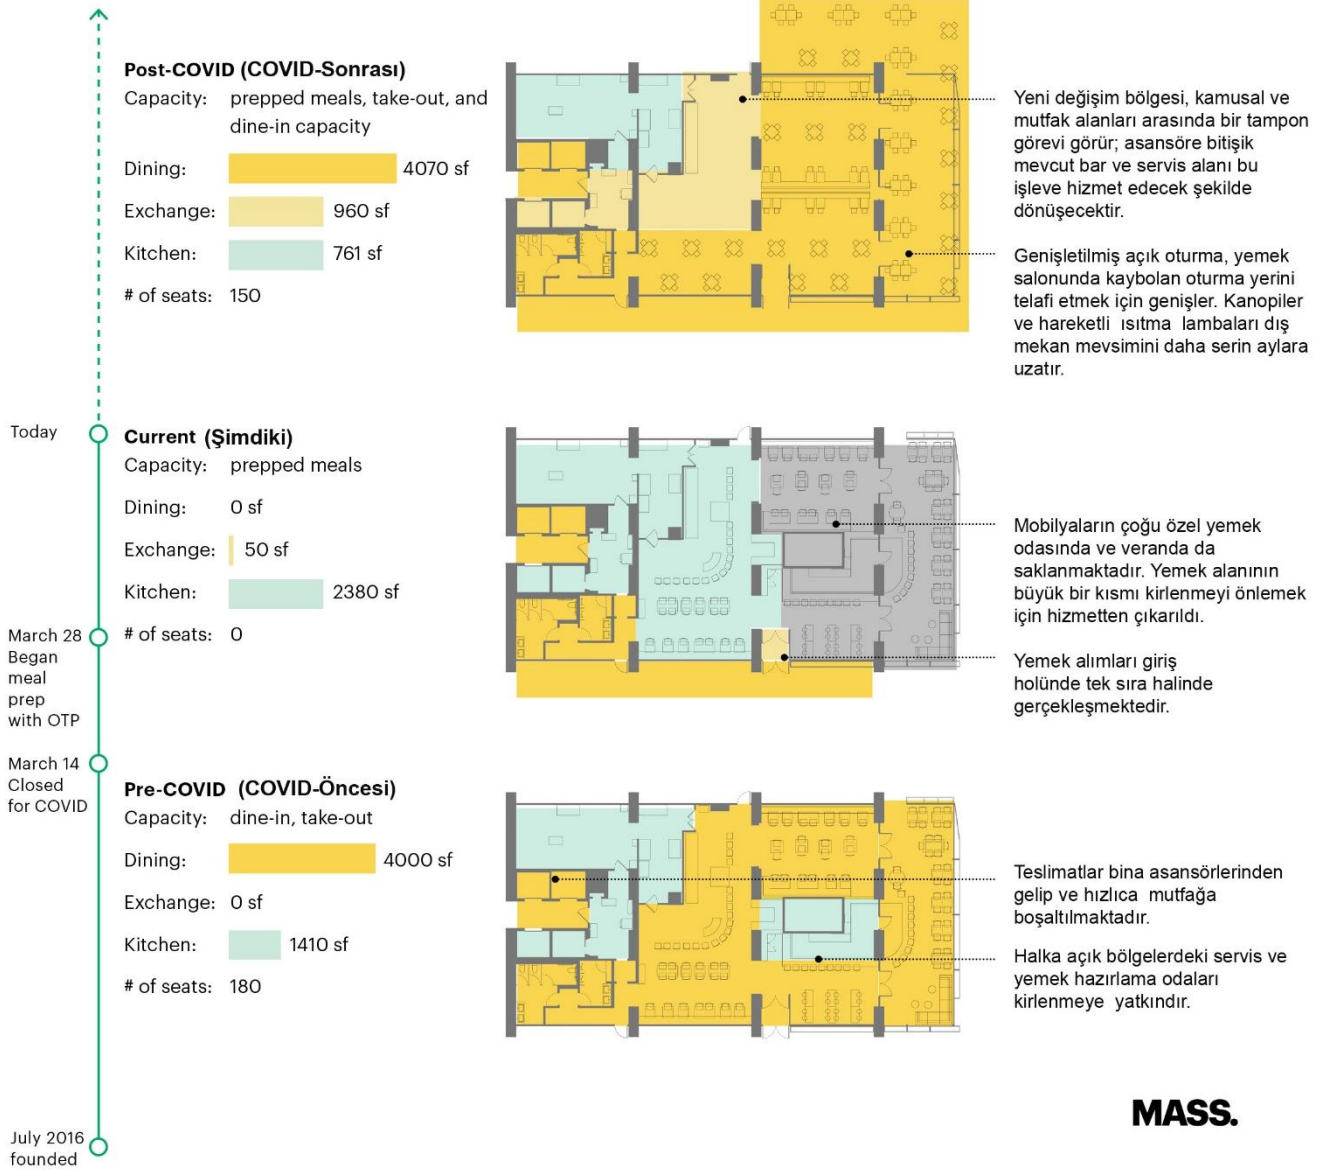 Post-COVID (COVID-Sonrası)
Capacity: prepped meals, take-out, and
dine-in capacity
Dining: 4070 sf
Exchange: 960 sf
Kitchen: 761 sf
# of seats: 150
Yeni değişim bölgesi, kamusal ve
mutfak alanları arasında bir tampon
görevi görür; asansöre bitişik
mevcut bar ve servis alanı bu
işleve hizmet edecek şekilde
dönüşecektir.
Genişletilmiş açık oturma, yemek
salonunda kaybolan oturma yerini
telafi etmek için genişler. Kanopiler
ve hareketli ısıtma lambaları dış
mekan mevsimini daha serin aylara
uzatır.
Today
Current (Şimdiki)
Capacity: prepped meals
Dining: 0 sf
Exchange: 50 sf
Kitchen: 2380 sf
# of seats: 0
Mobilyaların çoğu özel yemek
odasında ve veranda da
saklanmaktadır. Yemek alanının
büyük bir kısmı kirlenmeyi önlemek
için hizmetten çıkarıldı.
Yemek alımları giriş
holünde tek sıra halinde
gerçekleşmektedir.
March 28
Began
meal
prep
with OTP
March 14
Closed
for COVID
Pre-COVID (COVID-Öncesi)
Capacity: dine-in, take-out
Dining: 4000 sf
Exchange: 0 sf
Kitchen: 1410 sf
# of seats: 180
Teslimatlar bina asansörlerinden
gelip ve hızlıca mutfağa
boşaltılmaktadır.
Halka açık bölgelerdeki servis ve
yemek hazırlama odaları
kirlenmeye yatkındır.
July 2016
founded
MASS.